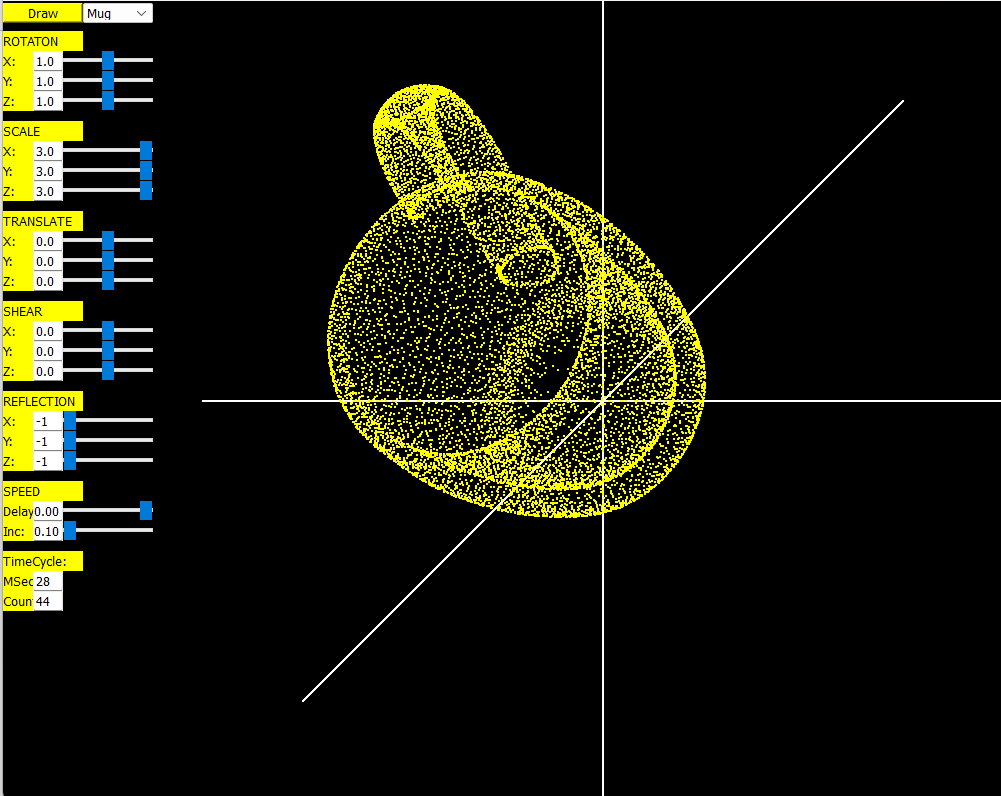 Draw Mug
ROTATON
X: 1.0
Y: 1.0
Z: 1.0
SCALE
X: 3.0
Y: 3.0
Z: 3.0
TRANSLATE
X: 0.0
Y: 0.0
Z: 0.0
SHEAR
X: 0.0
Y: 0.0
Z: 0.0
REFLECTION
X: -1
Y: -1
Z: -1
SPEED
Delay 0.00
Inc: 0.10
TimeCycle:
MSec 28
Coun 44